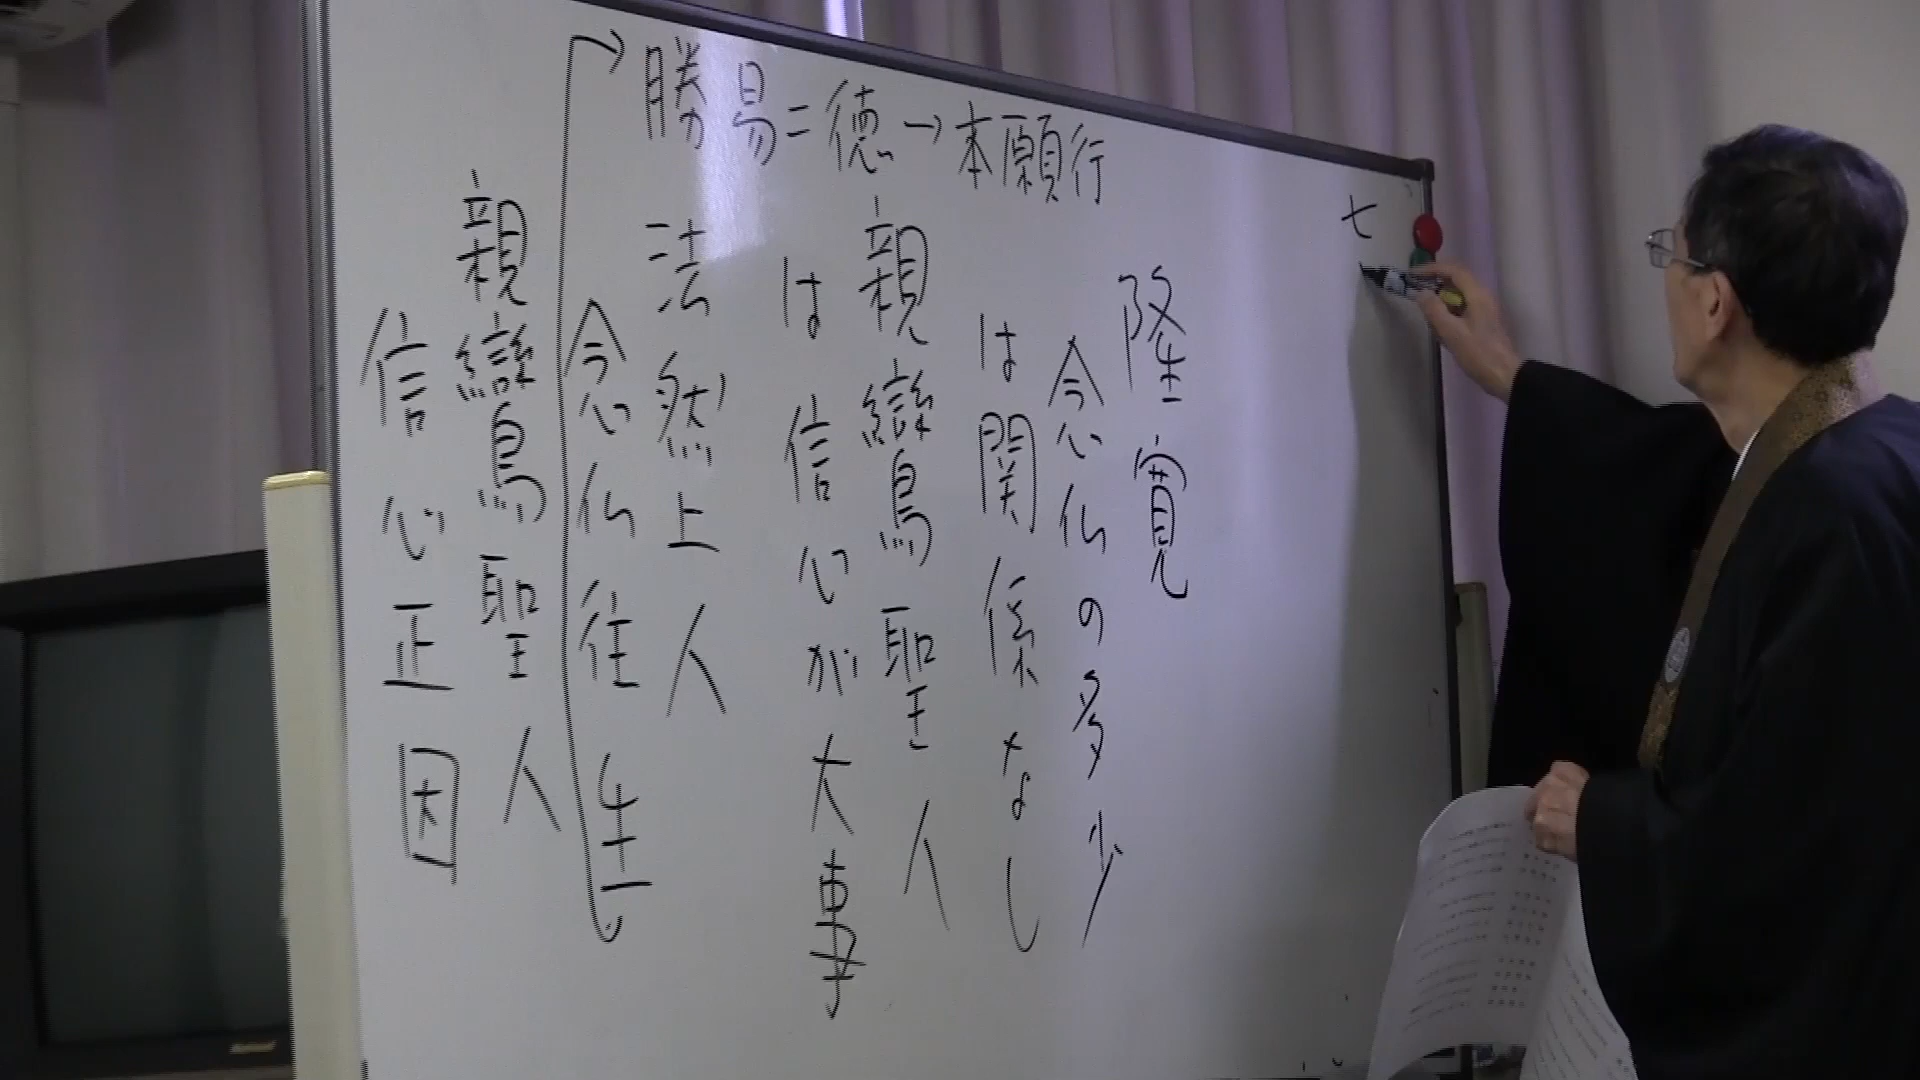 勝易=徳→本願行
七
隆寛
念仏の多少
は関係なし
親鸞聖人
は信心が大事
法然上人
念仏往生
親鸞聖人
信心正因